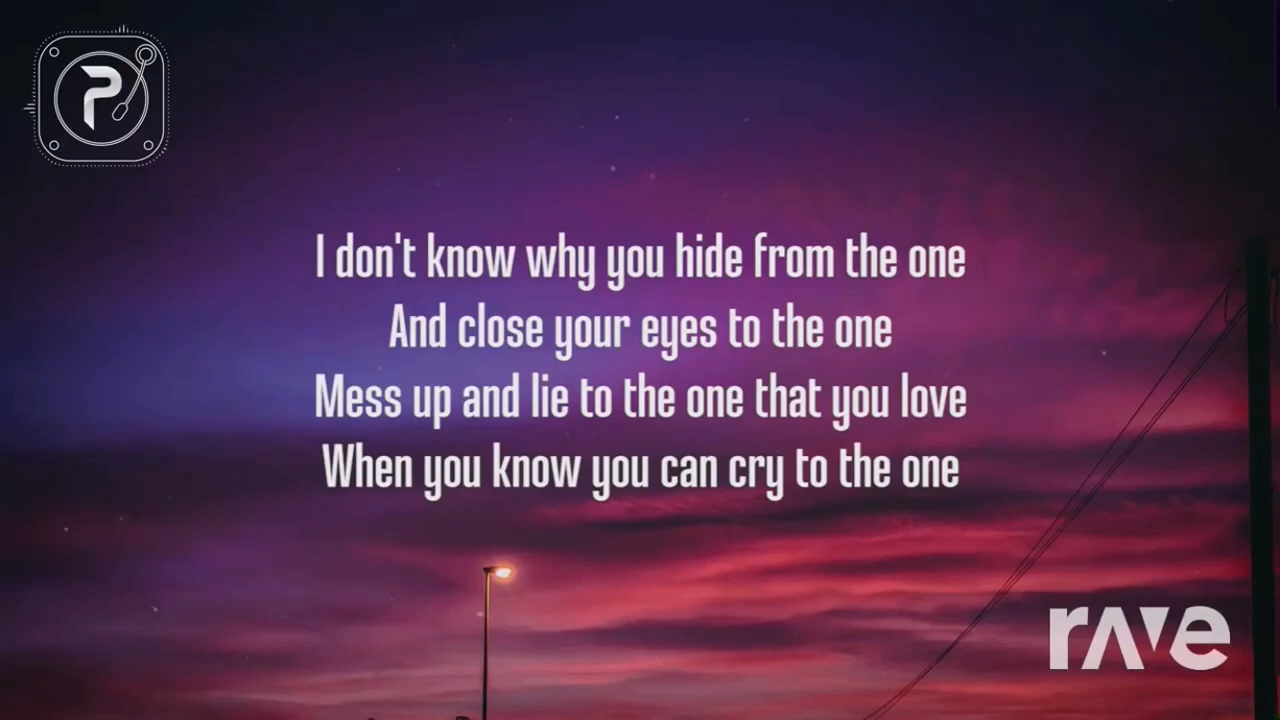 P
I don't know why you hide from the one
And close your eyes to the one
Mess up and lie to the one that you love
When you know you can cry to the one
rave